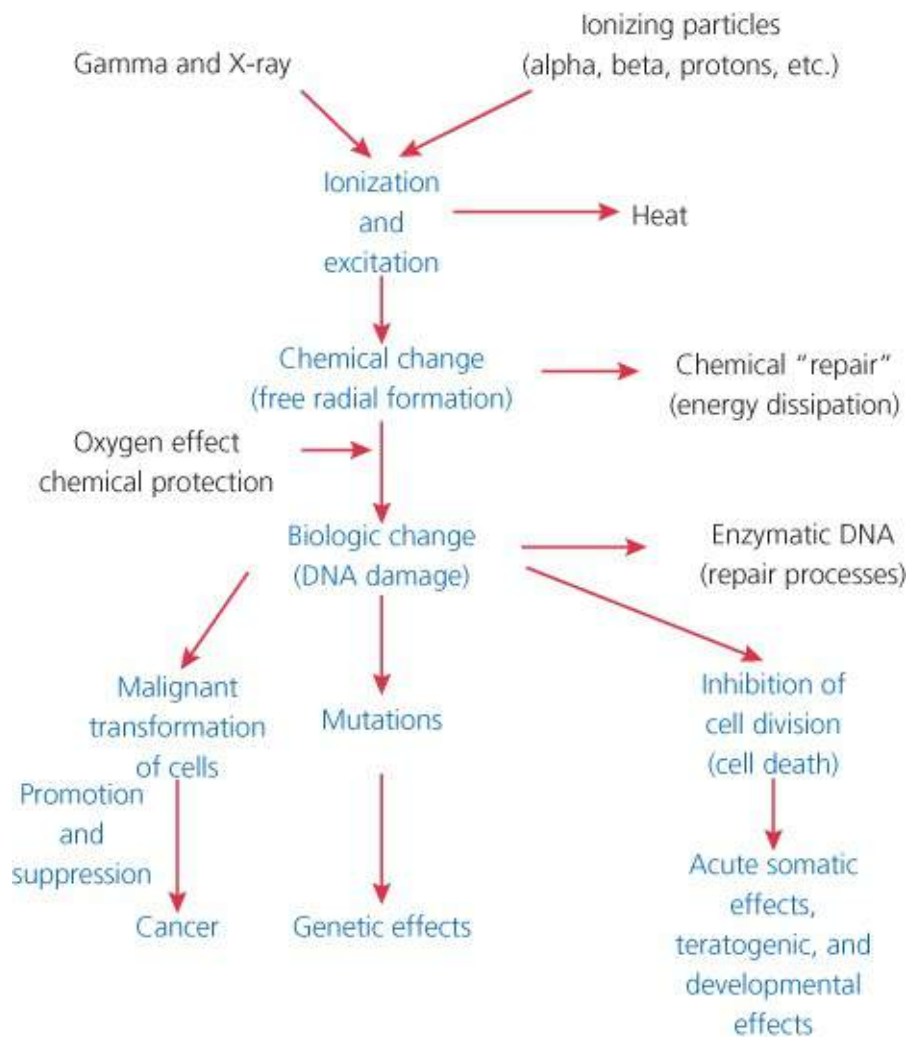 Gamma and X-ray
Ionizing particles
(alpha, beta, protons, etc.)
Ionization
and
excitation
Heat
Chemical change
(free radial formation)
Chemical “repair”
(energy dissipation)
Oxygen effect
chemical protection
Biologic change
(DNA damage)
Enzymatic DNA
(repair processes)
Malignant
transformation
of cells
Mutations
Inhibition of
cell division
(cell death)
Promotion
and
suppression
Cancer
Genetic effects
Acute somatic
effects,
teratogenic, and
developmental
effects